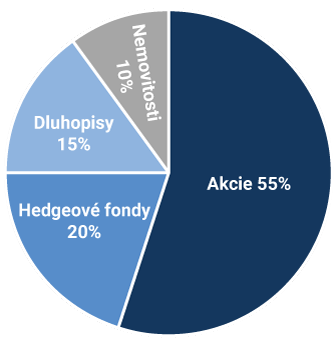 Nemovitosti
10%
Dluhopisy
15%
Akcie 55%
Hedgeové fondy
20%